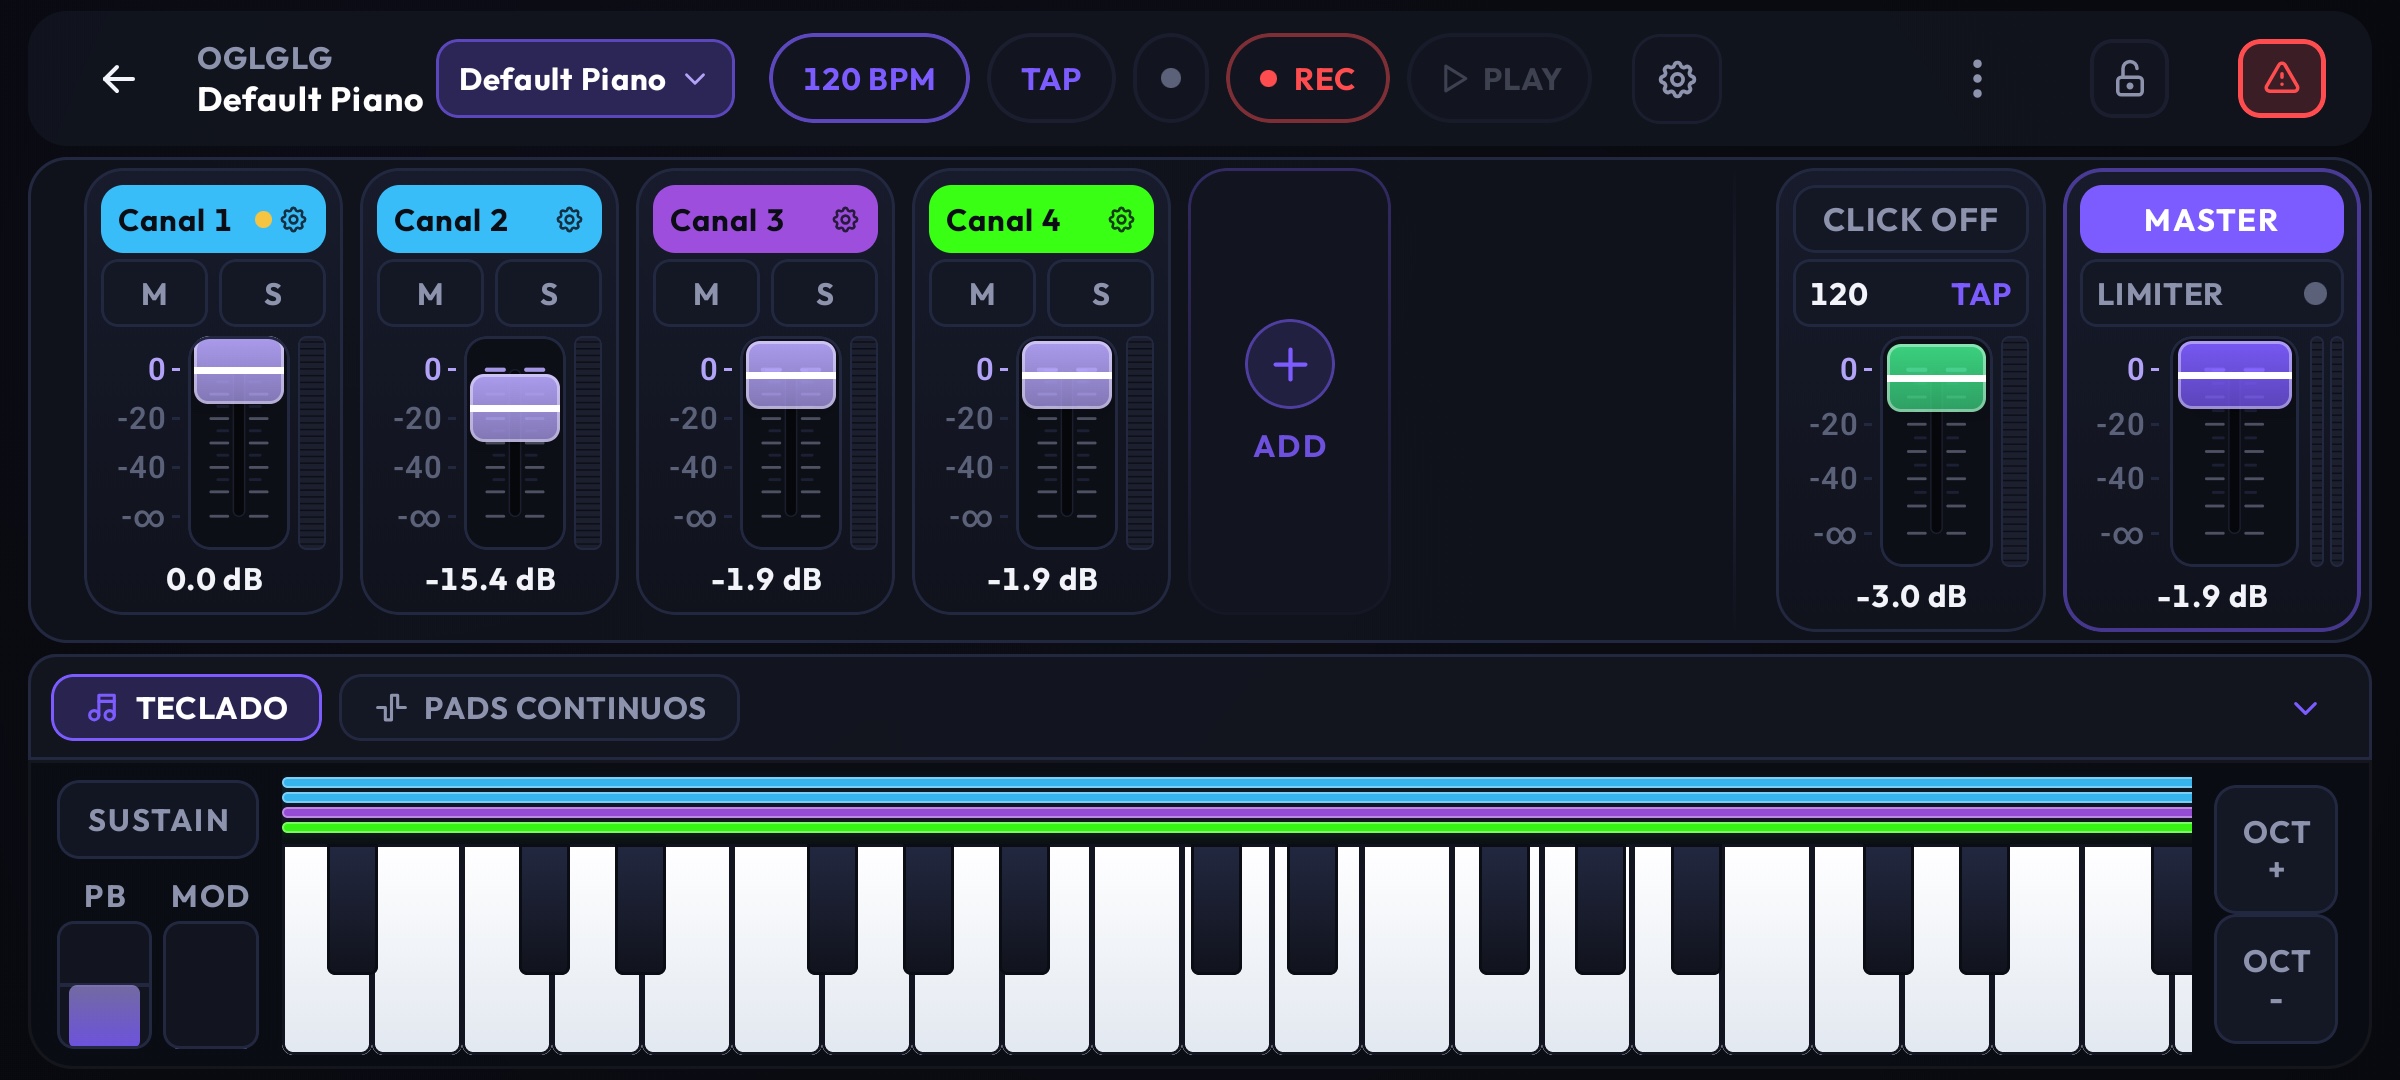 OGLGLG
Default Piano
Default Piano
120 BPM
TAP
REC
PLAY
Canal 1
M S
0
-20
-40
-∞
0.0 dB
Canal 2
M S
0
-20
-40
-∞
-15.4 dB
Canal 3
M S
0
-20
-40
-∞
-1.9 dB
Canal 4
M S
0
-20
-40
-∞
-1.9 dB
ADD
CLICK OFF
120 TAP
0
-20
-40
-∞
-3.0 dB
MASTER
LIMITER
0
-20
-40
-∞
-1.9 dB
TECLADO
PADS CONTINUOS
SUSTAIN
PB MOD
OCT
+
OCT
-